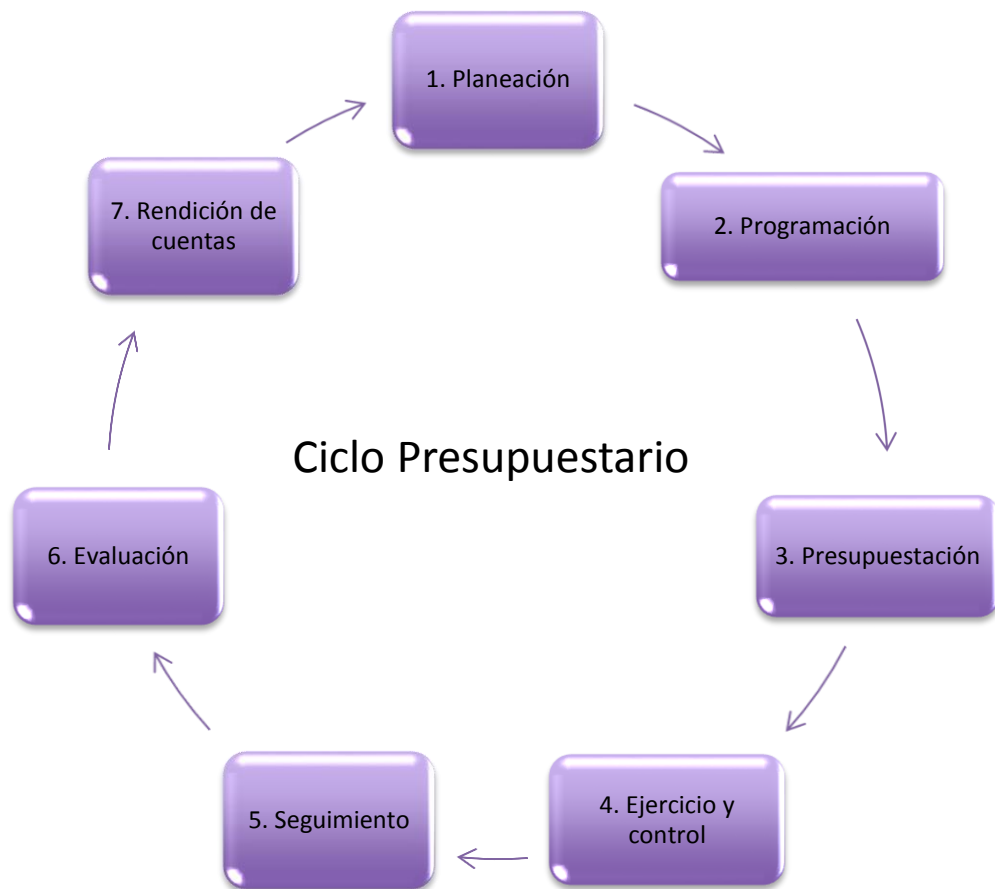 1. Planeación
2. Programación
3. Presupuestación
4. Ejercicio y
control
5. Seguimiento
6. Evaluación
7. Rendición de
cuentas
Ciclo Presupuestario